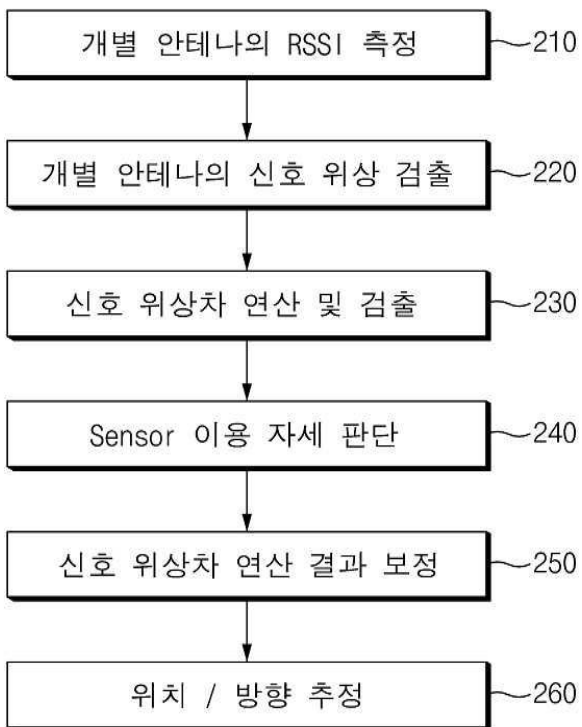 개별 안테나의 RSSI 측정 210
개별 안테나의 신호 위상 검출 220
신호 위상차 연산 및 검출 230
Sensor 이용 자세 판단 240
신호 위상차 연산 결과 보정 250
위치 / 방향 추정 260